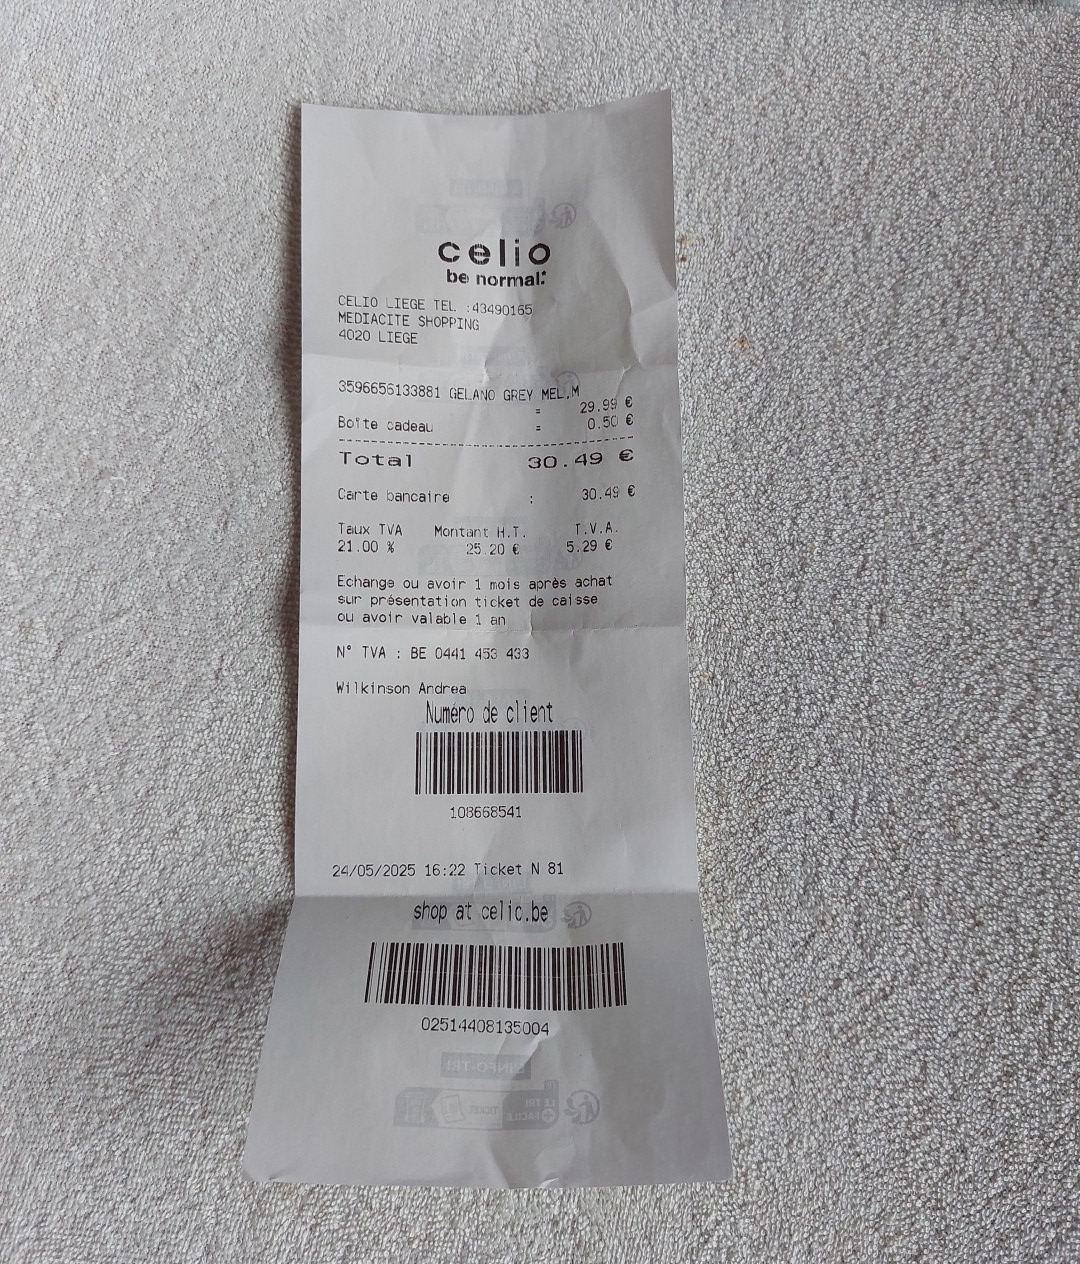 celio
be normal:
CELIO LIEGE TEL :43490165
MEDIACITE SHOPPING
4020 LIEGE
3596656133881 GELANO GREY MEL,M
= 29.99 €
Boîte cadeau = 0.50 €
Total 30.49 €
Carte bancaire : 30.49 €
Taux TVA Montant H.T. T.V.A.
21.00 % 25.20 € 5.29 €
Echange ou avoir 1 mois après achat
sur présentation ticket de caisse
ou avoir valable 1 an
N° TVA : BE 0441 453 433
Wilkinson Andrea
Numéro de client
108668541
24/05/2025 16:22 Ticket N 81
shop at celio.be
02514408135004